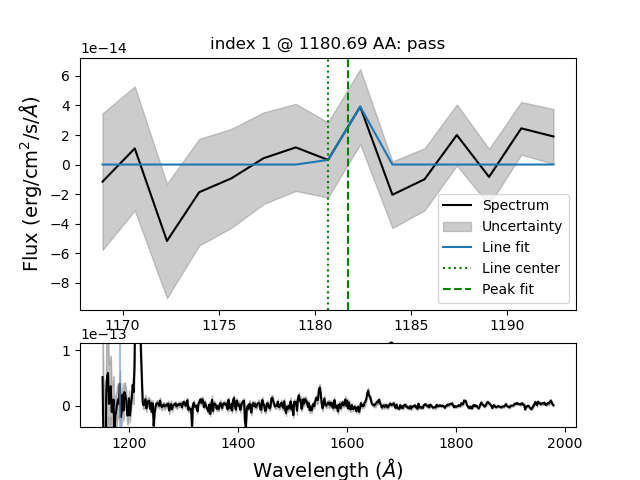 index 1 @ 1180.69 AA: pass
1e−14
6
4
2
0
−2
−4
−6
−8
Flux (erg/cm²/s/Å)
Spectrum
Uncertainty
Line fit
Line center
Peak fit
1170 1175 1180 1185 1190
1e−13
1
0
1200 1400 1600 1800 2000
Wavelength (Å)